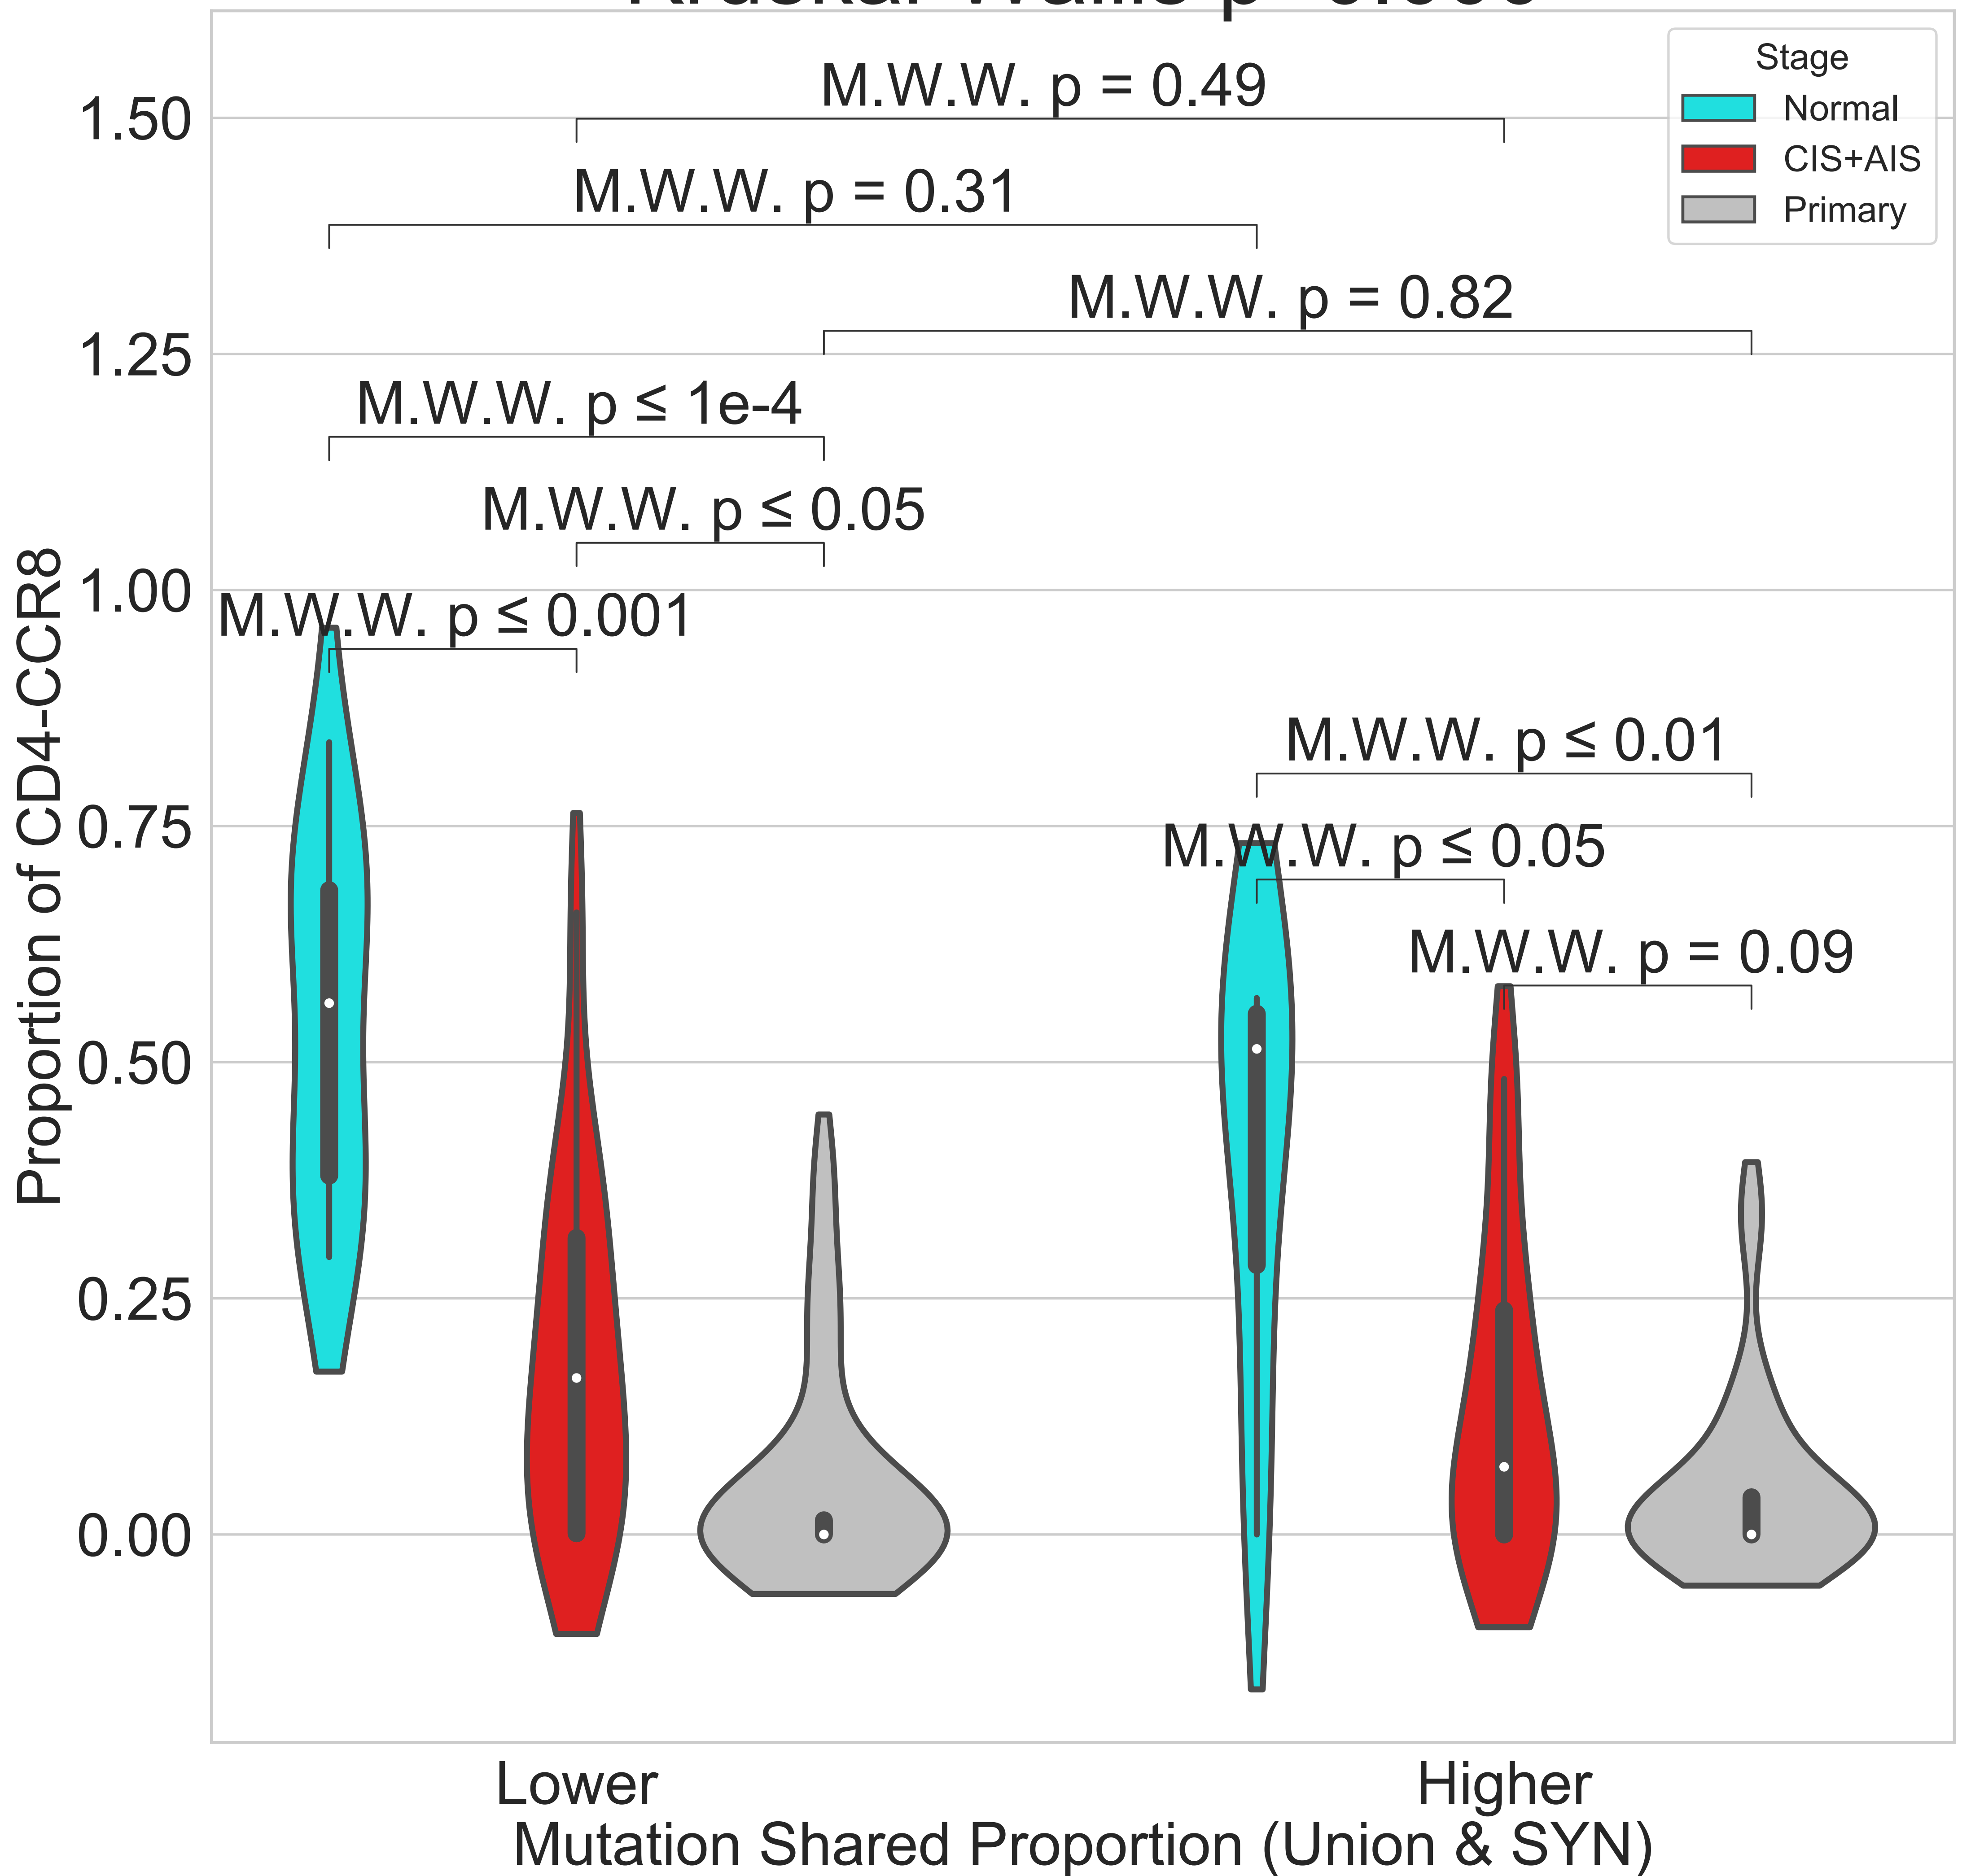 M.W.W. p = 0.49
M.W.W. p = 0.31
M.W.W. p = 0.82
M.W.W. p ≤ 1e-4
M.W.W. p ≤ 0.05
M.W.W. p ≤ 0.001
M.W.W. p ≤ 0.01
M.W.W. p ≤ 0.05
M.W.W. p = 0.09
Stage
Normal
CIS+AIS
Primary
Proportion of CD4-CCR8
1.50
1.25
1.00
0.75
0.50
0.25
0.00
Lower
Higher
Mutation Shared Proportion (Union & SYN)